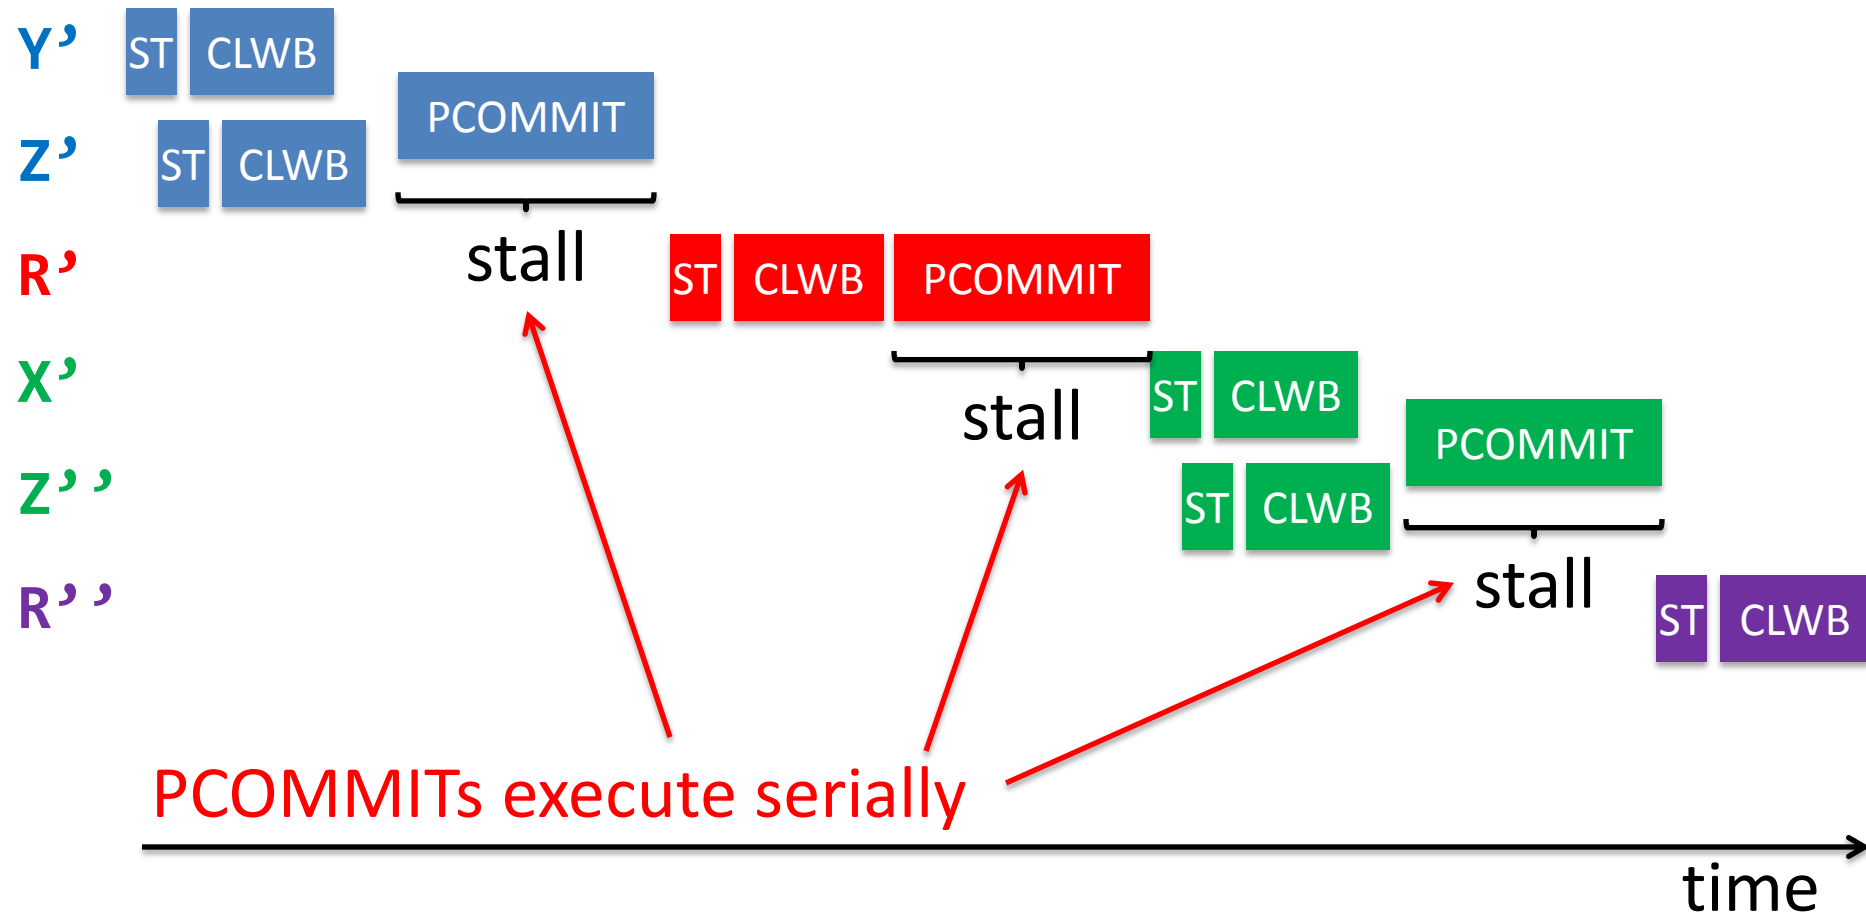 Y’ ST CLWB
PCOMMIT
Z’ ST CLWB
stall
R’ ST CLWB PCOMMIT
X’ ST CLWB
stall
PCOMMIT
Z’’ ST CLWB
stall
R’’ ST CLWB
PCOMMITs execute serially
time